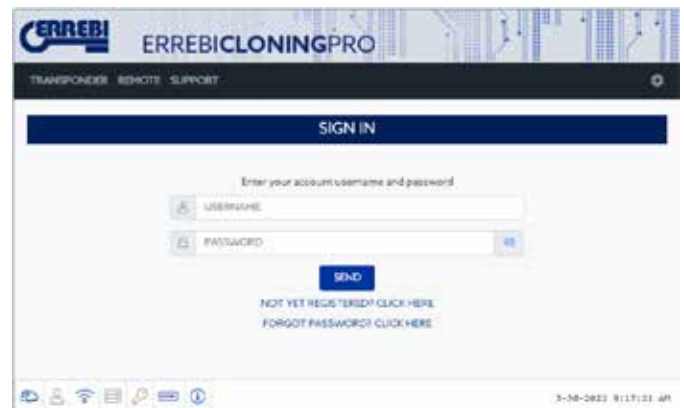 ERREBI
ERREBICLONINGPRO
TRANSPONDER REMOTE SUPPORT
SIGN IN
Enter your account username and password
USERNAME
PASSWORD
SEND
NOT YET REGISTERED? CLICK HERE
FORGOT PASSWORD? CLICK HERE